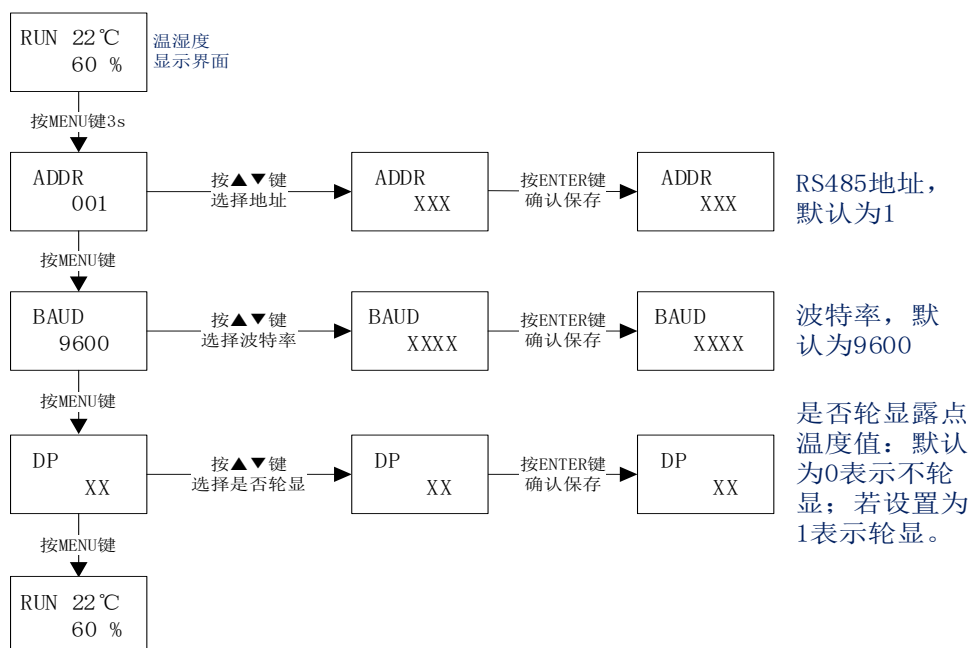 RUN 22℃
60 %
温湿度
显示界面
按MENU键3s
ADDR
001
按▲▼键
选择地址
ADDR
XXX
按ENTER键
确认保存
ADDR
XXX
RS485地址，
默认为1
按MENU键
BAUD
9600
按▲▼键
选择波特率
BAUD
XXXX
按ENTER键
确认保存
BAUD
XXXX
波特率，默
认为9600
按MENU键
DP
XX
按▲▼键
选择是否轮显
DP
XX
按ENTER键
确认保存
DP
XX
是否轮显露点
温度值：默认
为0表示不轮
显；若设置为
1表示轮显。
按MENU键
RUN 22℃
60 %